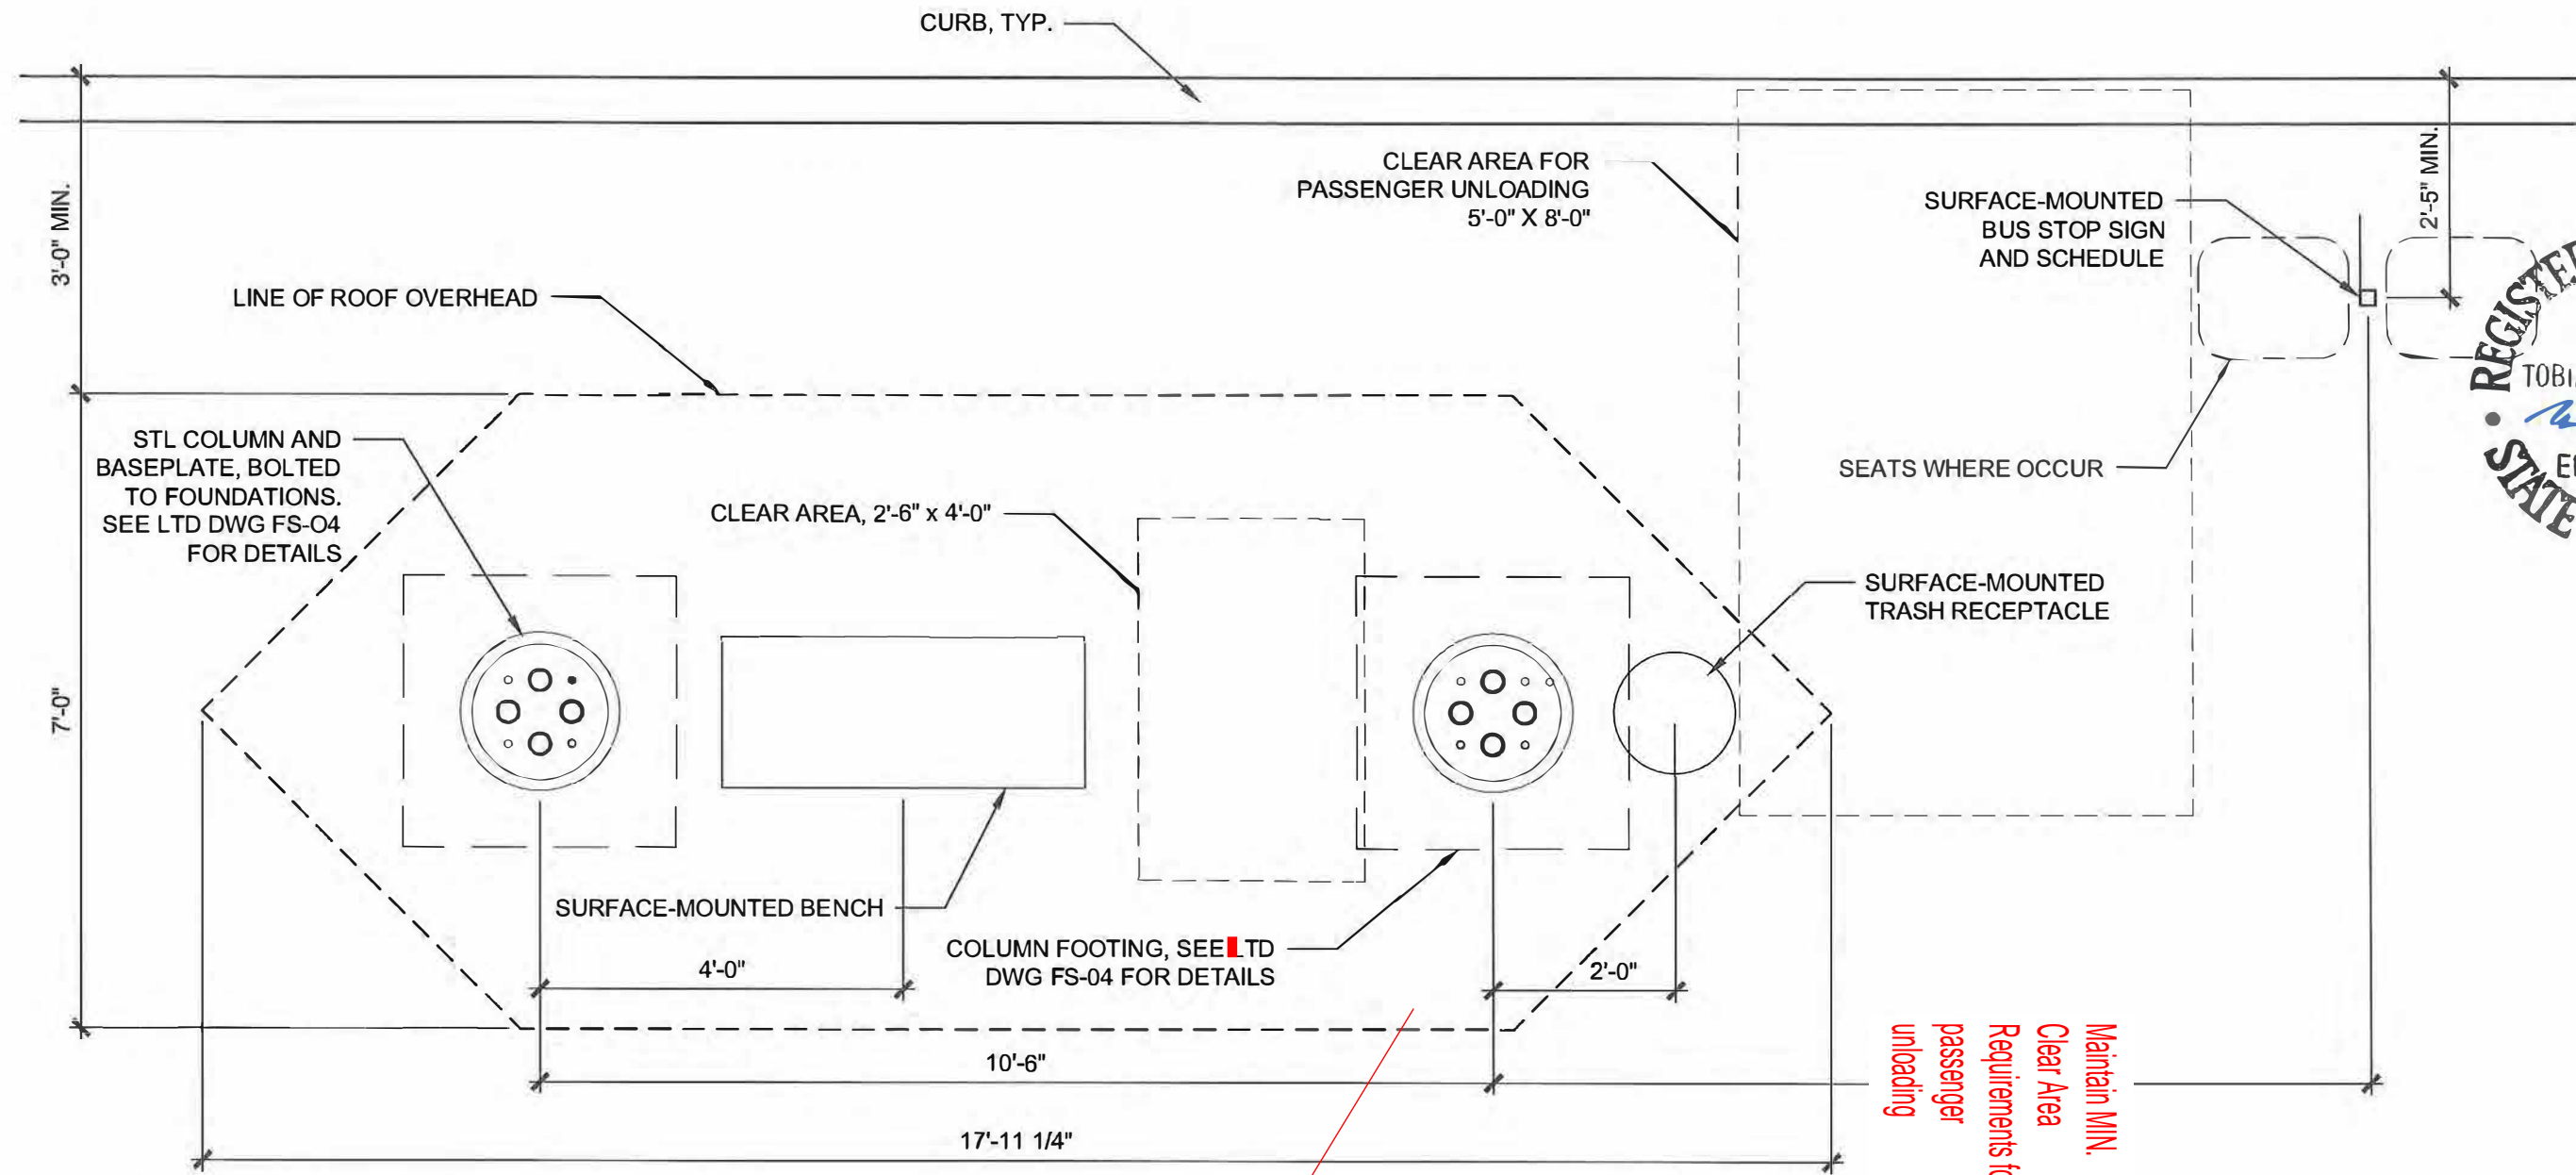 CURB, TYP.
3'-0" MIN.
CLEAR AREA FOR
PASSENGER UNLOADING
5'-0" X 8'-0"
2'-5" MIN.
SURFACE-MOUNTED
BUS STOP SIGN
AND SCHEDULE
LINE OF ROOF OVERHEAD
STATE
TOBI
SEATS WHERE OCCUR
STL COLUMN AND
BASEPLATE, BOLTED
TO FOUNDATIONS.
SEE LTD DWG FS-O4
FOR DETAILS
CLEAR AREA, 2'-6" x 4'-0"
SURFACE-MOUNTED
TRASH RECEPTACLE
7'-0"
SURFACE-MOUNTED BENCH
COLUMN FOOTING, SEE LTD
DWG FS-04 FOR DETAILS
4'-0"
2'-0"
10'-6"
17'-11 1/4"
Maintain MIN.
Clear Area
Requirements
passenger
unloading